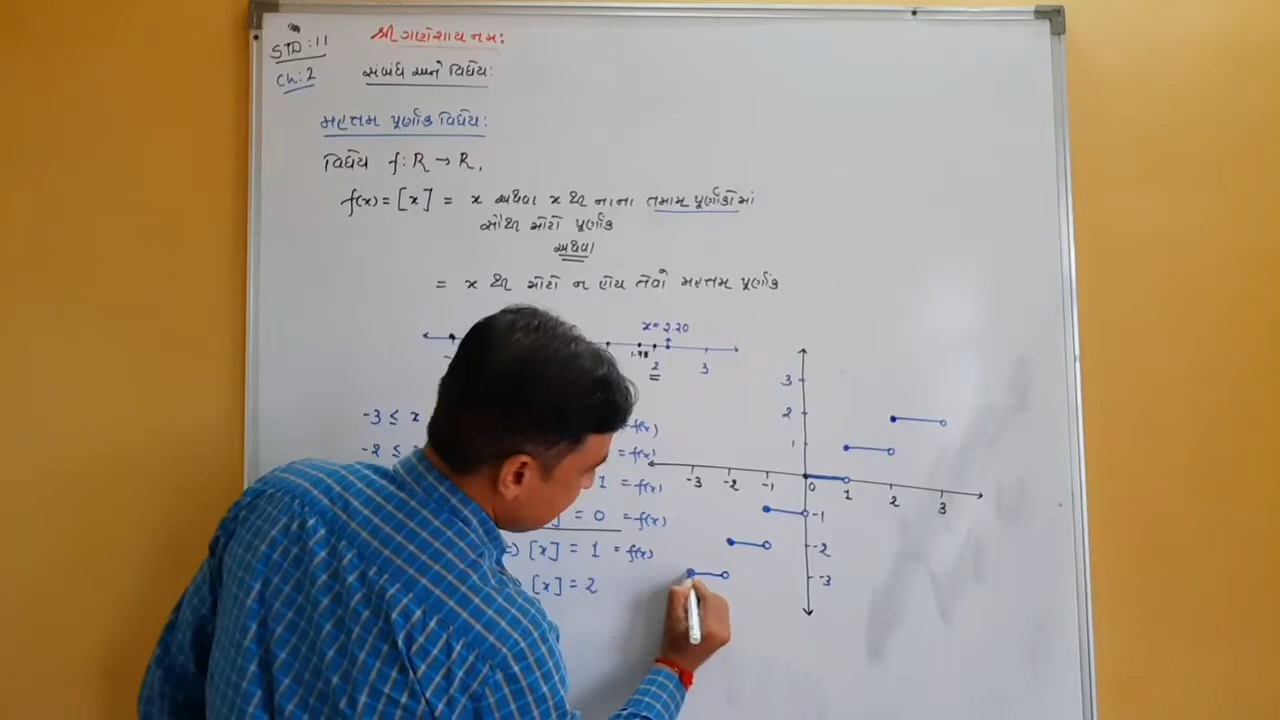 STD:11
Ch:2
શ્રી ગણેશાય નમ:
સંબંધ અને વિધેય:
મહત્તમ પૂર્ણાંક વિધેય:
વિધેય f: R → R,
f(x) = [x] = x અથવા x થી નાના તમામ પૂર્ણાંકોમાં
સૌથી મોટો પૂર્ણાંક
અથવા
= x થી મોટો ન હોય તેવો મહત્તમ પૂર્ણાંક
x = 2.20
1.98
2 3
-3 ≤ x
= f(x)
-2 ≤
= f(x)
1 = f(x)
= 0 = f(x)
[x] = 1 = f(x)
[x] = 2
3
2
1
-3 -2 -1 0 1 2 3
-1
-2
-3